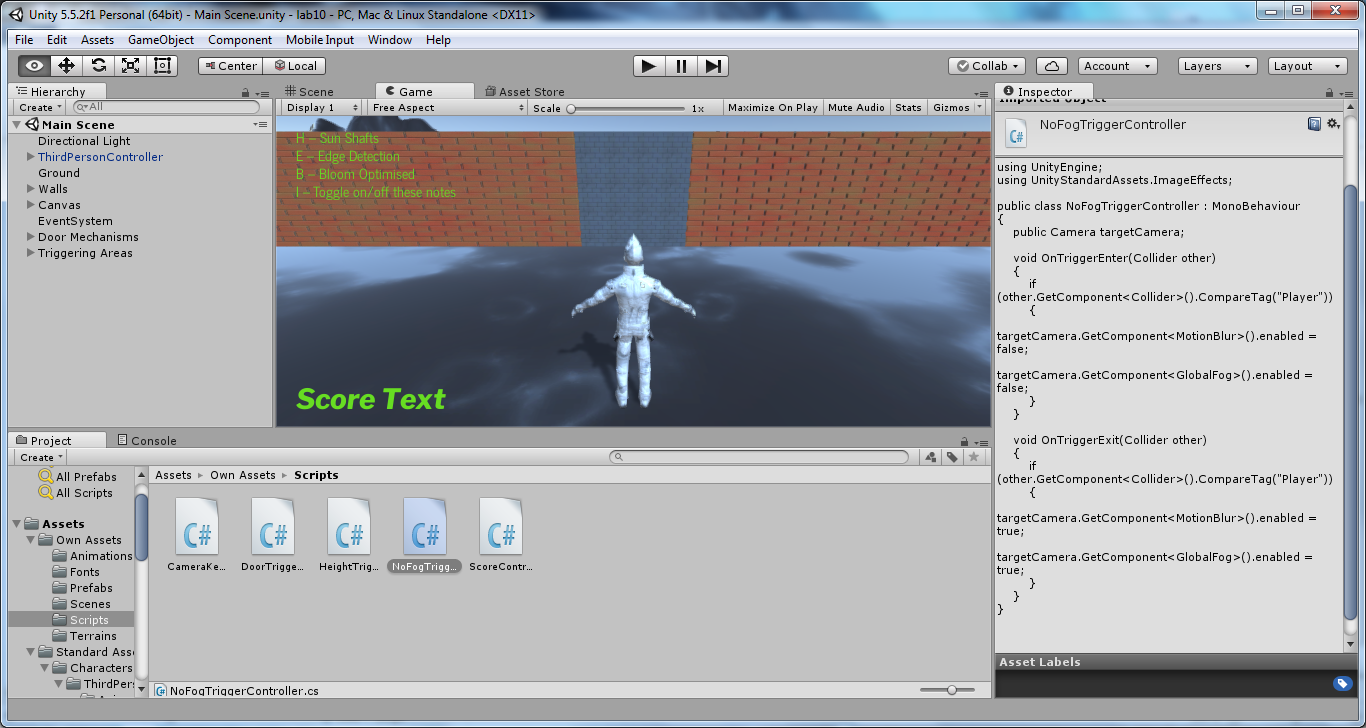 Unity 5.5.2f1 Personal (64bit) - Main Scene.unity - lab10 - PC, Mac & Linux Standalone <DX11>
File Edit Assets GameObject Component Mobile Input Window Help
Center Local Collab Account Layers Layout
Hierarchy
Create All
Main Scene
Directional Light
ThirdPersonController
Ground
Walls
Canvas
EventSystem
Door Mechanisms
Triggering Areas
Scene Game Asset Store
Display 1 Free Aspect Scale 1x Maximize On Play Mute Audio Stats Gizmos
H – Sun Shafts
E – Edge Detection
B – Bloom Optimised
I – Toggle on/off these notes
Score Text
Inspector
Imported Object
NoFogTriggerController
C#
using UnityEngine;
using UnityStandardAssets.ImageEffects;
public class NoFogTriggerController : MonoBehaviour
{
public Camera targetCamera;
void OnTriggerEnter(Collider other)
{
if
(other.GetComponent<Collider>().CompareTag("Player"))
{
targetCamera.GetComponent<MotionBlur>().enabled =
false;
targetCamera.GetComponent<GlobalFog>().enabled =
false;
}
}
void OnTriggerExit(Collider other)
{
if
(other.GetComponent<Collider>().CompareTag("Player"))
{
targetCamera.GetComponent<MotionBlur>().enabled =
true;
targetCamera.GetComponent<GlobalFog>().enabled =
true;
}
}
}
Asset Labels
Project Console
Create
All Prefabs
All Scripts
Assets
Own Assets
Animations
Fonts
Prefabs
Scenes
Scripts
Terrains
Standard Asse
Characters
ThirdPers
Assets Own Assets Scripts
C# C# C# C# C#
CameraKe... DoorTrigge... HeightTrig... NoFogTrigg... ScoreContr...
NoFogTriggerController.cs